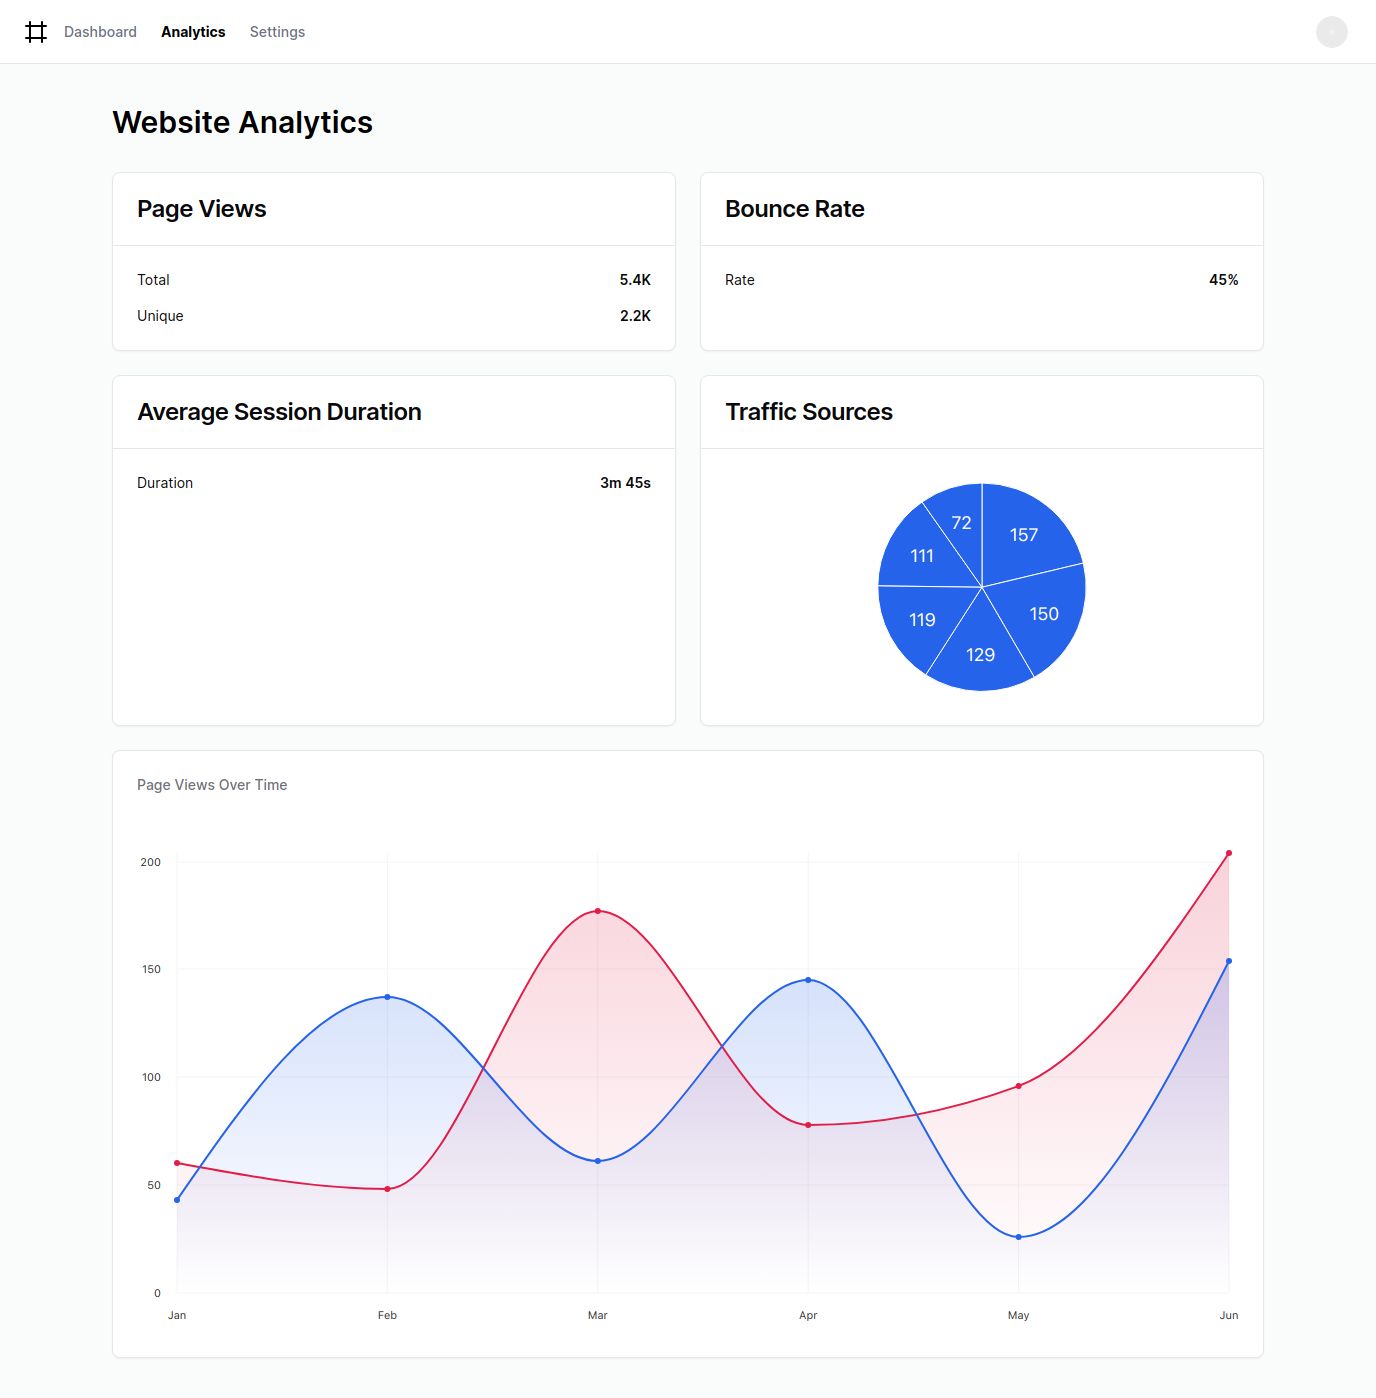 Dashboard Analytics Settings
Website Analytics
Page Views
Total 5.4K
Unique 2.2K
Bounce Rate
Rate 45%
Average Session Duration
Duration 3m 45s
Traffic Sources
72 157
111
150
119
129
Page Views Over Time
200
150
100
50
0
Jan Feb Mar Apr May Jun